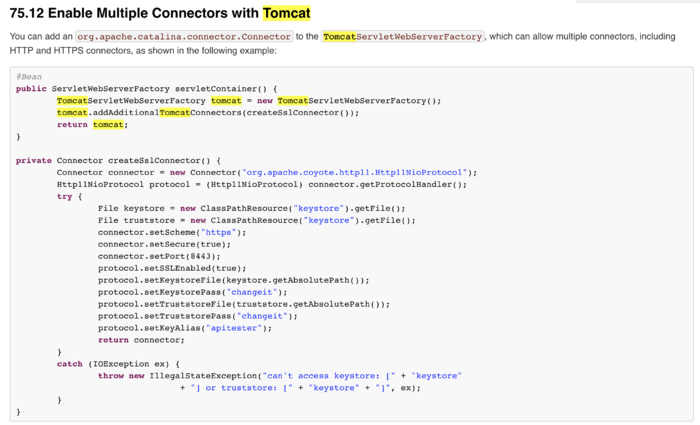 75.12 Enable Multiple Connectors with Tomcat
You can add an org.apache.catalina.connector.Connector to the TomcatServletWebServerFactory, which can allow multiple connectors, including
HTTP and HTTPS connectors, as shown in the following example:
@Bean
public ServletWebServerFactory servletContainer() {
TomcatServletWebServerFactory tomcat = new TomcatServletWebServerFactory();
tomcat.addAdditionalTomcatConnectors(createSslConnector());
return tomcat;
}
private Connector createSslConnector() {
Connector connector = new Connector("org.apache.coyote.http11.Http11NioProtocol");
Http11NioProtocol protocol = (Http11NioProtocol) connector.getProtocolHandler();
try {
File keystore = new ClassPathResource("keystore").getFile();
File truststore = new ClassPathResource("keystore").getFile();
connector.setScheme("https");
connector.setSecure(true);
connector.setPort(8443);
protocol.setSSLEnabled(true);
protocol.setKeystoreFile(keystore.getAbsolutePath());
protocol.setKeystorePass("changeit");
protocol.setTruststoreFile(truststore.getAbsolutePath());
protocol.setTruststorePass("changeit");
protocol.setKeyAlias("apitester");
return connector;
}
catch (IOException ex) {
throw new IllegalStateException("can't access keystore: [" + "keystore"
+ "] or truststore: [" + "keystore" + "]", ex);
}
}